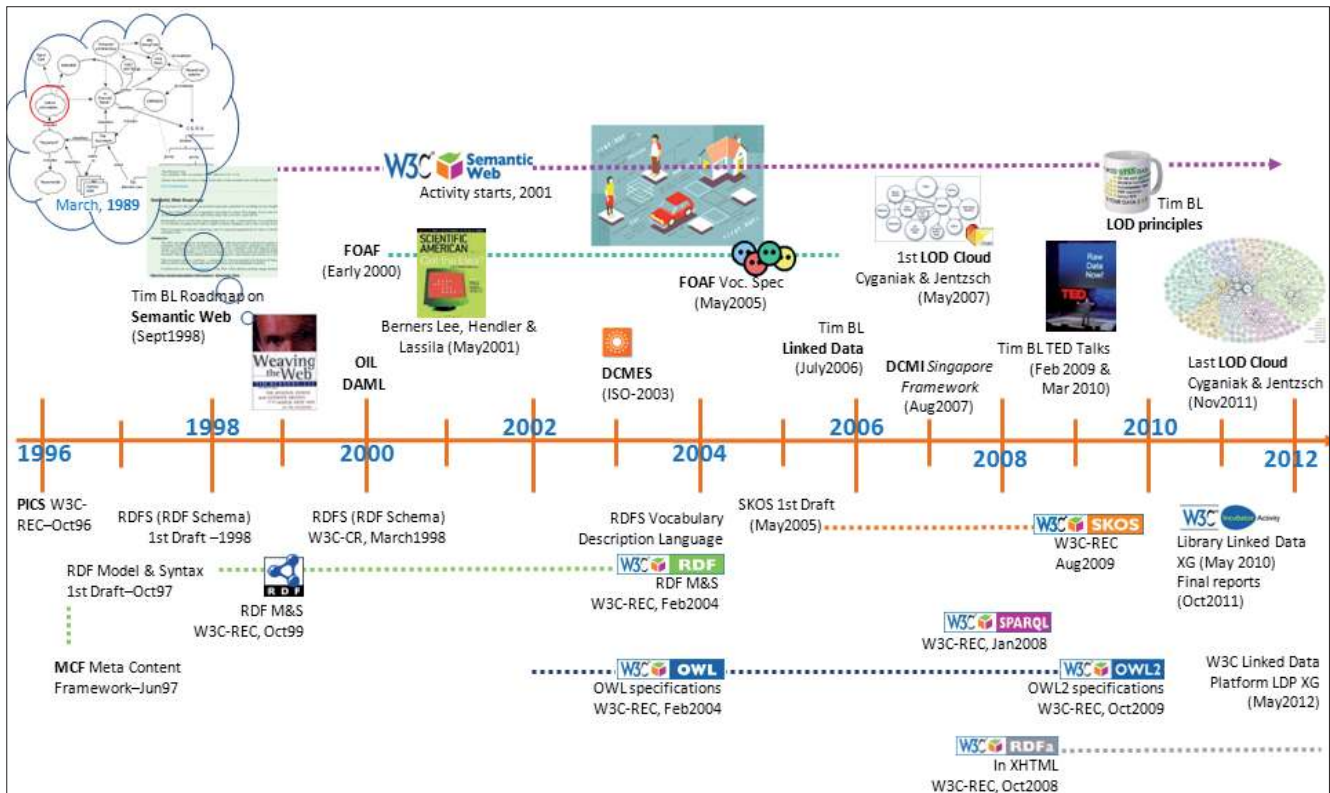 March, 1989
W3C Semantic
Web
Activity starts, 2001
Tim BL
LOD principles
FOAF
(Early 2000)
SCIENTIFIC
AMERICAN
Get the Idea
FOAF Voc. Spec
(May2005)
1st LOD Cloud
Cyganiak & Jentzsch
(May2007)
Raw
Data
Now!
TED
Tim BL Roadmap on
Semantic Web
(Sept1998)
Weaving
the Web
Berners Lee, Hendler &
Lassila (May2001)
OIL
DAML
DCMES
(ISO-2003)
Tim BL
Linked Data
(July2006)
DCMI Singapore
Framework
(Aug2007)
Tim BL TED Talks
(Feb 2009 &
Mar 2010)
Last LOD Cloud
Cyganiak & Jentzsch
(Nov2011)
1996
1998
2000
2002
2004
2006
2008
2010
2012
PICS W3C-
REC–Oct96
RDFS (RDF Schema)
1st Draft –1998
RDFS (RDF Schema)
W3C-CR, March1998
RDFS Vocabulary
Description Language
SKOS 1st Draft
(May2005)
W3C SKOS
W3C-REC
Aug2009
W3C Incubator Activity
Library Linked Data
XG (May 2010)
Final reports
(Oct2011)
RDF Model & Syntax
1st Draft–Oct97
RDF
RDF M&S
W3C-REC, Oct99
W3C RDF
RDF M&S
W3C-REC, Feb2004
W3C SPARQL
W3C-REC, Jan2008
MCF Meta Content
Framework–Jun97
W3C OWL
OWL specifications
W3C-REC, Feb2004
W3C OWL2
OWL2 specifications
W3C-REC, Oct2009
W3C Linked Data
Platform LDP XG
(May2012)
W3C RDFa
In XHTML
W3C-REC, Oct2008